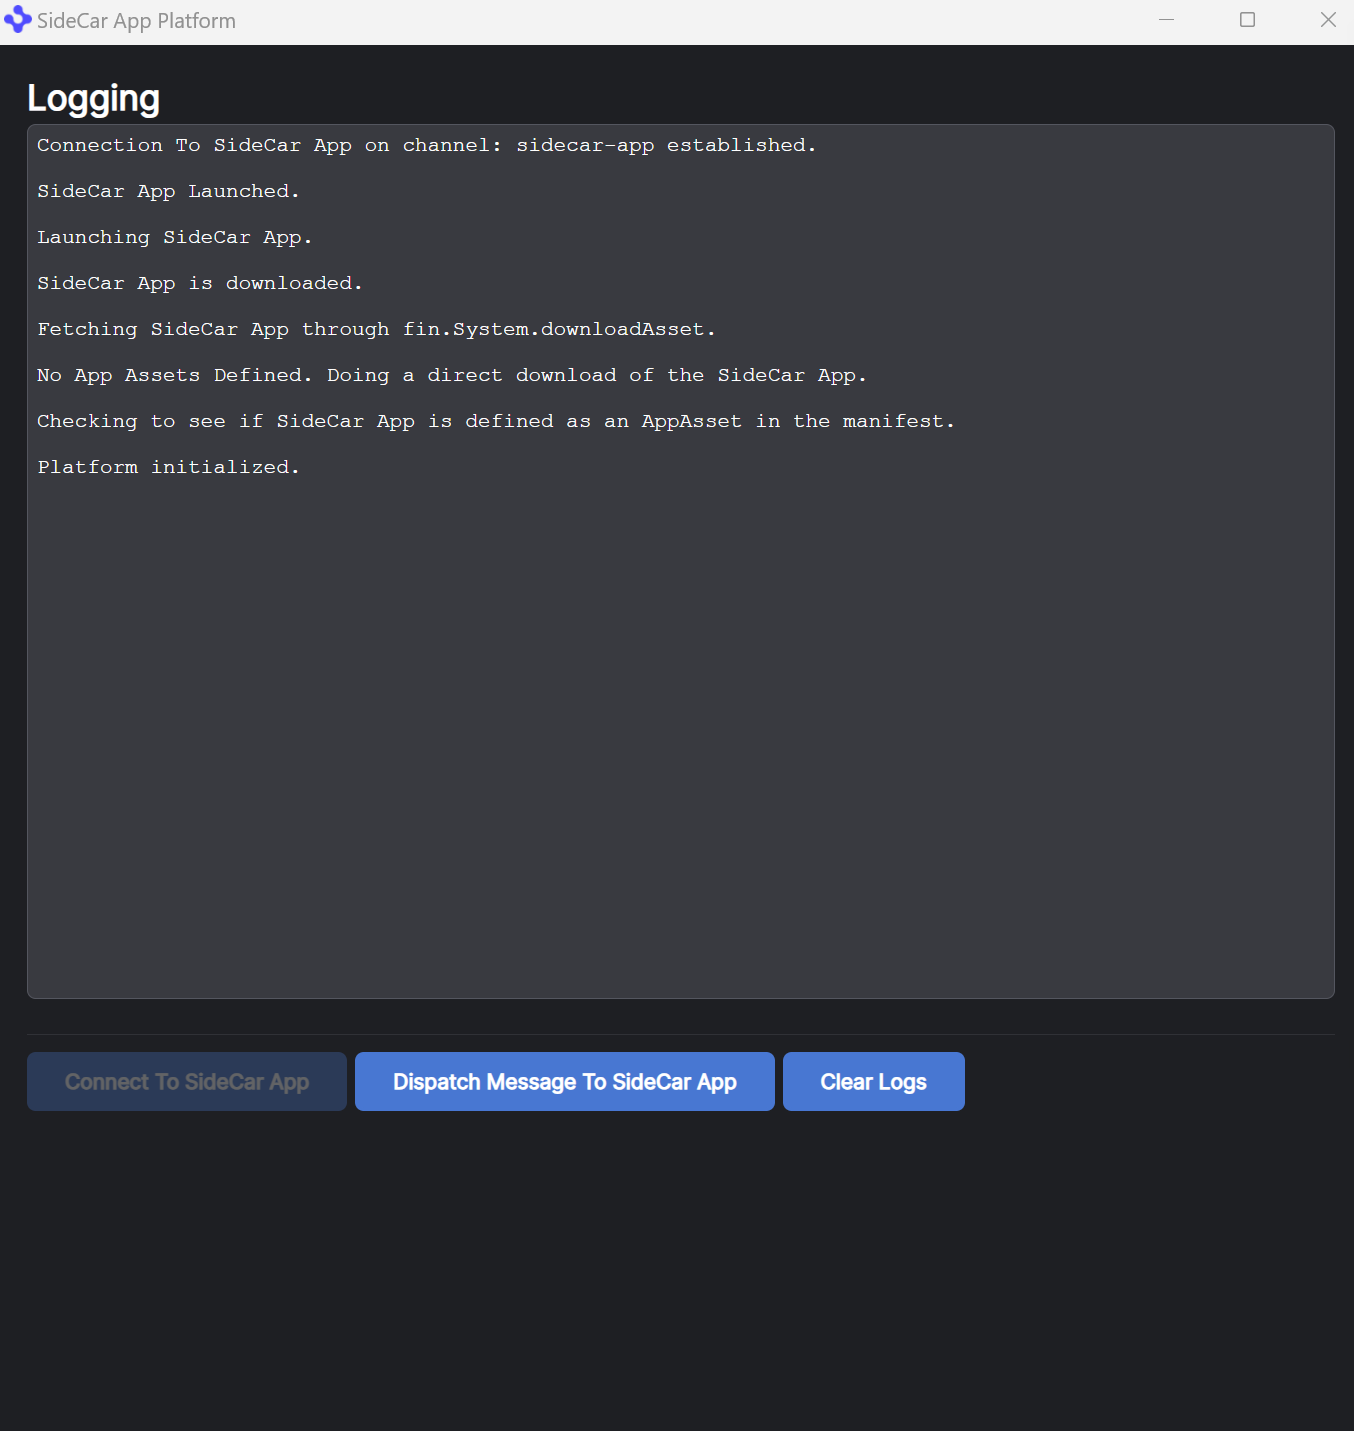 SideCar App Platform
Logging
Connection To SideCar App on channel: sidecar-app established.
SideCar App Launched.
Launching SideCar App.
SideCar App is downloaded.
Fetching SideCar App through fin.System.downloadAsset.
No App Assets Defined. Doing a direct download of the SideCar App.
Checking to see if SideCar App is defined as an AppAsset in the manifest.
Platform initialized.
Connect To SideCar App
Dispatch Message To SideCar App
Clear Logs